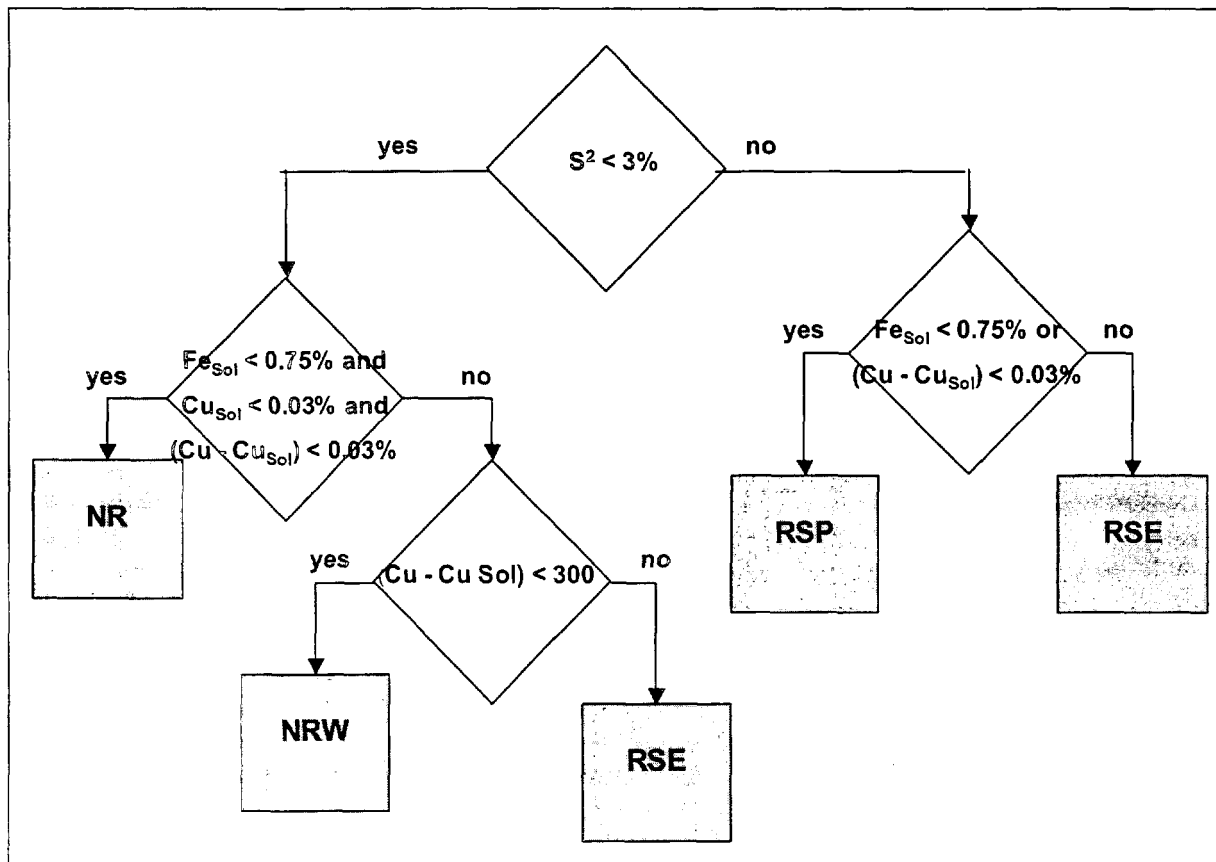 S² < 3%
yes
no
Fe_Sol < 0.75% and
Cu_Sol < 0.03% and
(Cu - Cu_Sol) < 0.03%
yes
no
Fe_Sol < 0.75% or
(Cu - Cu_Sol) < 0.03%
yes
no
NR
(Cu - Cu Sol) < 300
yes
no
RSP
RSE
NRW
RSE